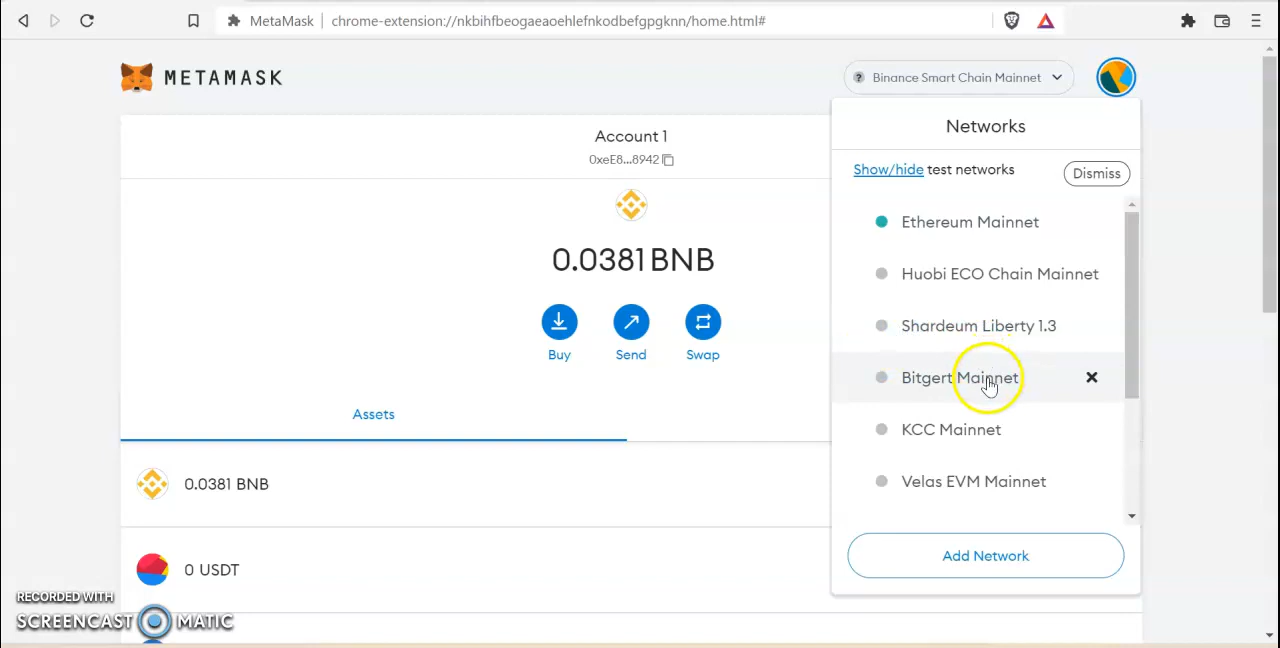 MetaMask
chrome-extension://nkbihfbeogaeaoehlefnkodbefgpgknn/home.html#
METAMASK
Binance Smart Chain Mainnet
Account 1
0xeE8...8942
0.0381 BNB
Buy
Send
Swap
Assets
0.0381 BNB
0 USDT
Networks
Show/hide test networks
Dismiss
Ethereum Mainnet
Huobi ECO Chain Mainnet
Shardeum Liberty 1.3
Bitgert Mainnet
KCC Mainnet
Velas EVM Mainnet
Add Network
RECORDED WITH
SCREENCAST MATIC